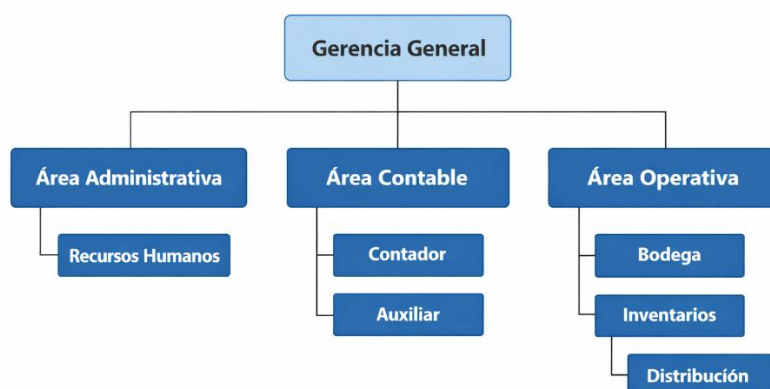 Gerencia General
Área Administrativa
Área Contable
Área Operativa
Recursos Humanos
Contador
Bodega
Auxiliar
Inventarios
Distribución